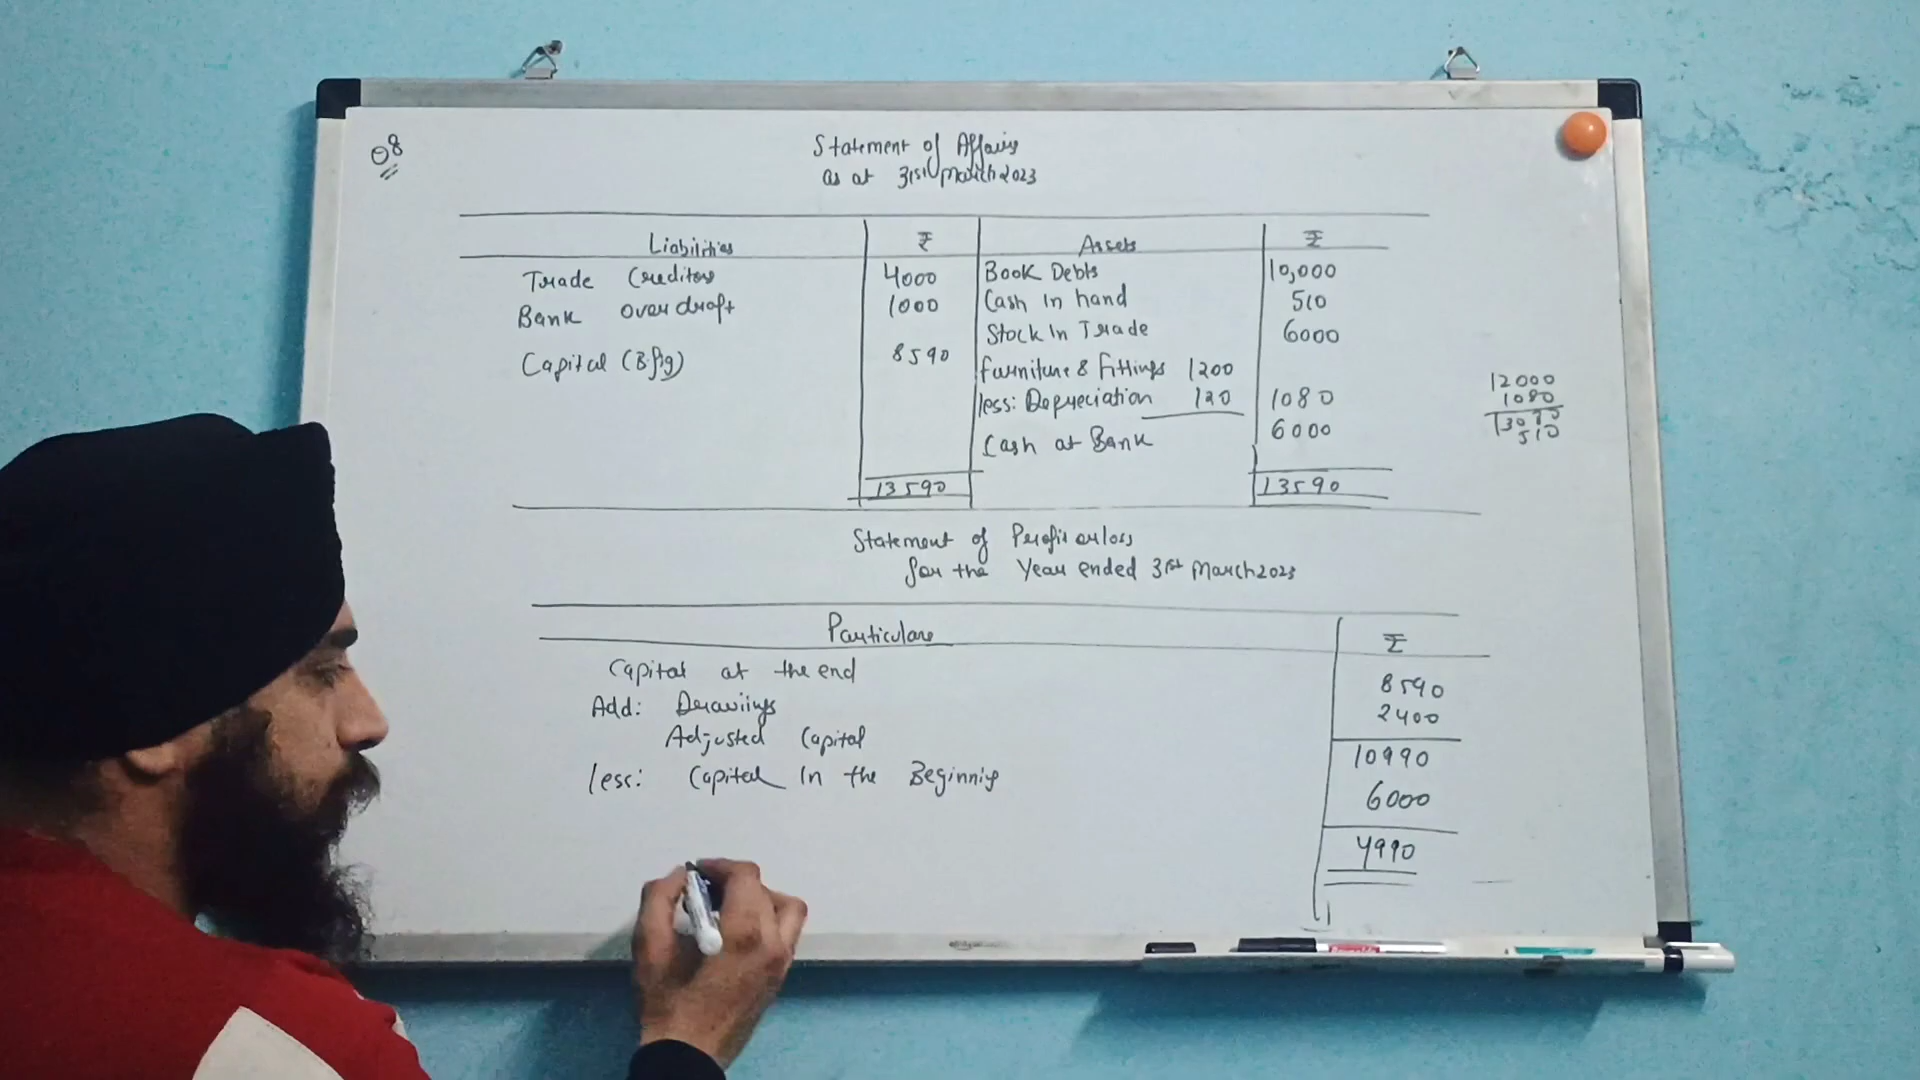 Q8
Statement of Affairs
as at 31st March 2023
Liabilities ₹ Assets ₹
Trade Creditors 4000 Book Debts 10,000
Bank overdraft 1000 Cash In hand 510
Stock In Trade 6000
Capital (B.fig) 8590 Furniture & Fittings 1200
less: Depreciation 120 1080
Cash at Bank 6000
13590 13590
12000
1080
13080
510
Statement of Profit or loss
for the Year ended 31st March 2023
Particulars ₹
Capital at the end 8590
Add: Drawings 2400
Adjusted Capital 10990
less: Capital In the Beginning 6000
4990